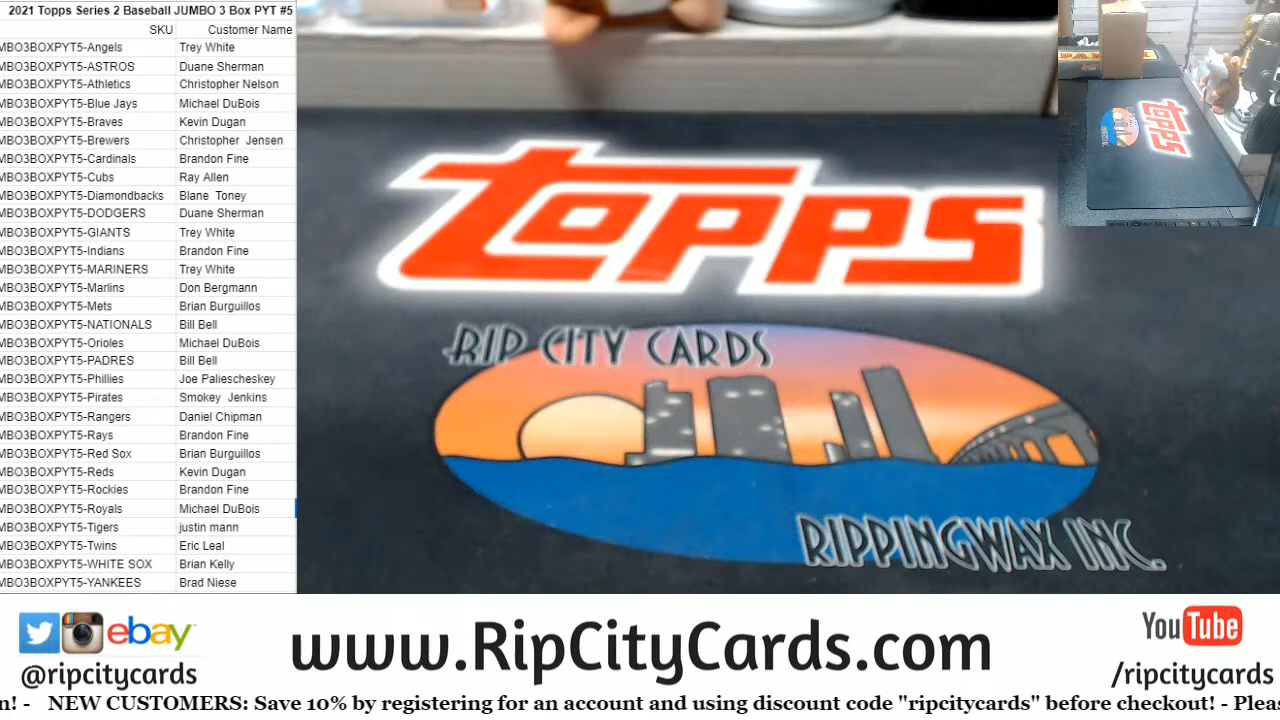 2021 Topps Series 2 Baseball JUMBO 3 Box PYT #5
SKU Customer Name
MBO3BOXPYT5-Angels Trey White
MBO3BOXPYT5-ASTROS Duane Sherman
MBO3BOXPYT5-Athletics Christopher Nelson
MBO3BOXPYT5-Blue Jays Michael DuBois
MBO3BOXPYT5-Braves Kevin Dugan
MBO3BOXPYT5-Brewers Christopher Jensen
MBO3BOXPYT5-Cardinals Brandon Fine
MBO3BOXPYT5-Cubs Ray Allen
MBO3BOXPYT5-Diamondbacks Blane Toney
MBO3BOXPYT5-DODGERS Duane Sherman
MBO3BOXPYT5-GIANTS Trey White
MBO3BOXPYT5-Indians Brandon Fine
MBO3BOXPYT5-MARINERS Trey White
MBO3BOXPYT5-Marlins Don Bergmann
MBO3BOXPYT5-Mets Brian Burguillos
MBO3BOXPYT5-NATIONALS Bill Bell
MBO3BOXPYT5-Orioles Michael DuBois
MBO3BOXPYT5-PADRES Bill Bell
MBO3BOXPYT5-Phillies Joe Paliescheskey
MBO3BOXPYT5-Pirates Smokey Jenkins
MBO3BOXPYT5-Rangers Daniel Chipman
MBO3BOXPYT5-Rays Brandon Fine
MBO3BOXPYT5-Red Sox Brian Burguillos
MBO3BOXPYT5-Reds Kevin Dugan
MBO3BOXPYT5-Rockies Brandon Fine
MBO3BOXPYT5-Royals Michael DuBois
MBO3BOXPYT5-Tigers justin mann
MBO3BOXPYT5-Twins Eric Leal
MBO3BOXPYT5-WHITE SOX Brian Kelly
MBO3BOXPYT5-YANKEES Brad Niese
topps
RIP CITY CARDS
RIPPINGWAX INC.
topps
ebay
@ripcitycards
www.RipCityCards.com
YouTube
/ripcitycards
n! - NEW CUSTOMERS: Save 10% by registering for an account and using discount code "ripcitycards" before checkout! - Pleas